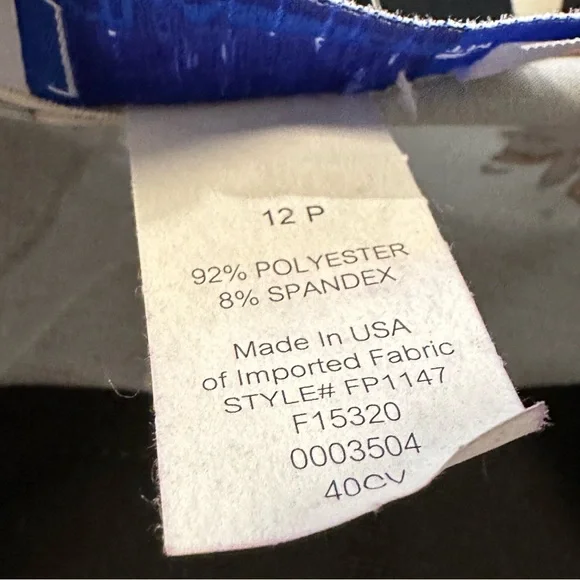 12 P
92% POLYESTER
8% SPANDEX
Made In USA
of Imported Fabric
STYLE# FP1147
F15320
0003504
40CV